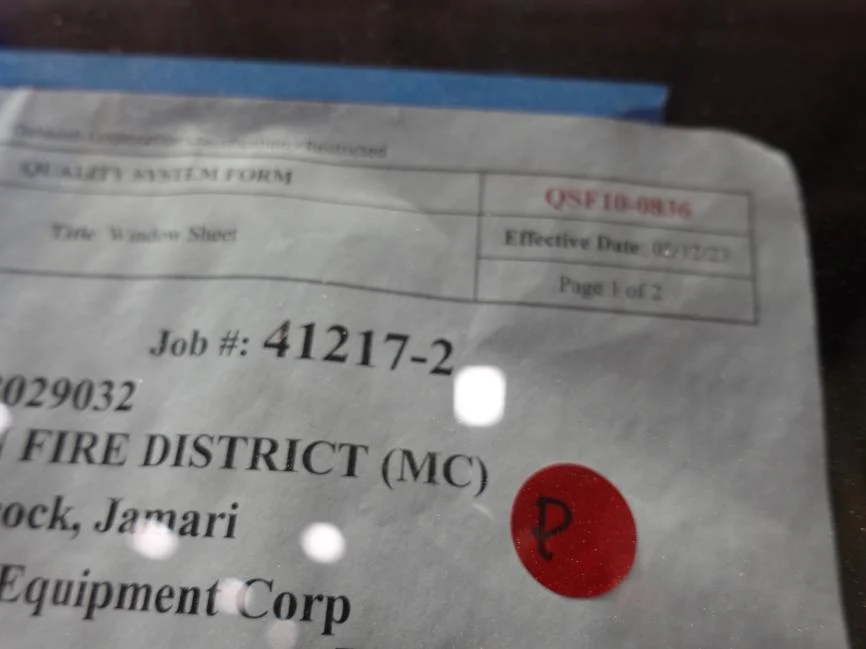 Restricted
QUALITY SYSTEM FORM
QSF10-0836
Title: Window Sheet
Effective Date: 05/12/23
Page 1 of 2
Job #: 41217-2
029032
FIRE DISTRICT (MC)
ock, Jamari
P
Equipment Corp